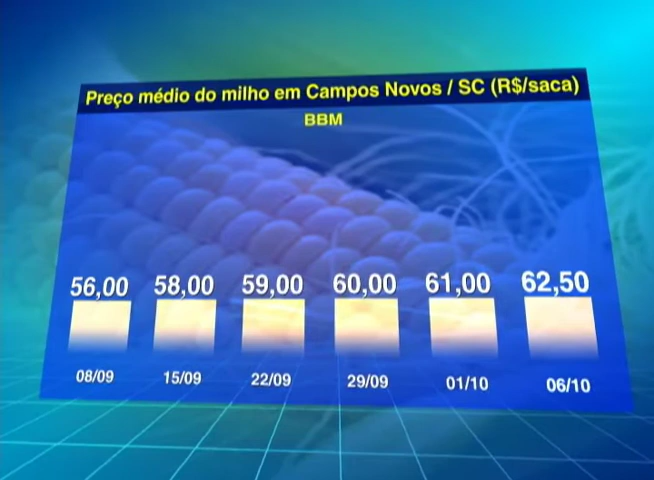 Preço médio do milho em Campos Novos / SC (R$/saca)
BBM
56,00 58,00 59,00 60,00 61,00 62,50
08/09 15/09 22/09 29/09 01/10 06/10